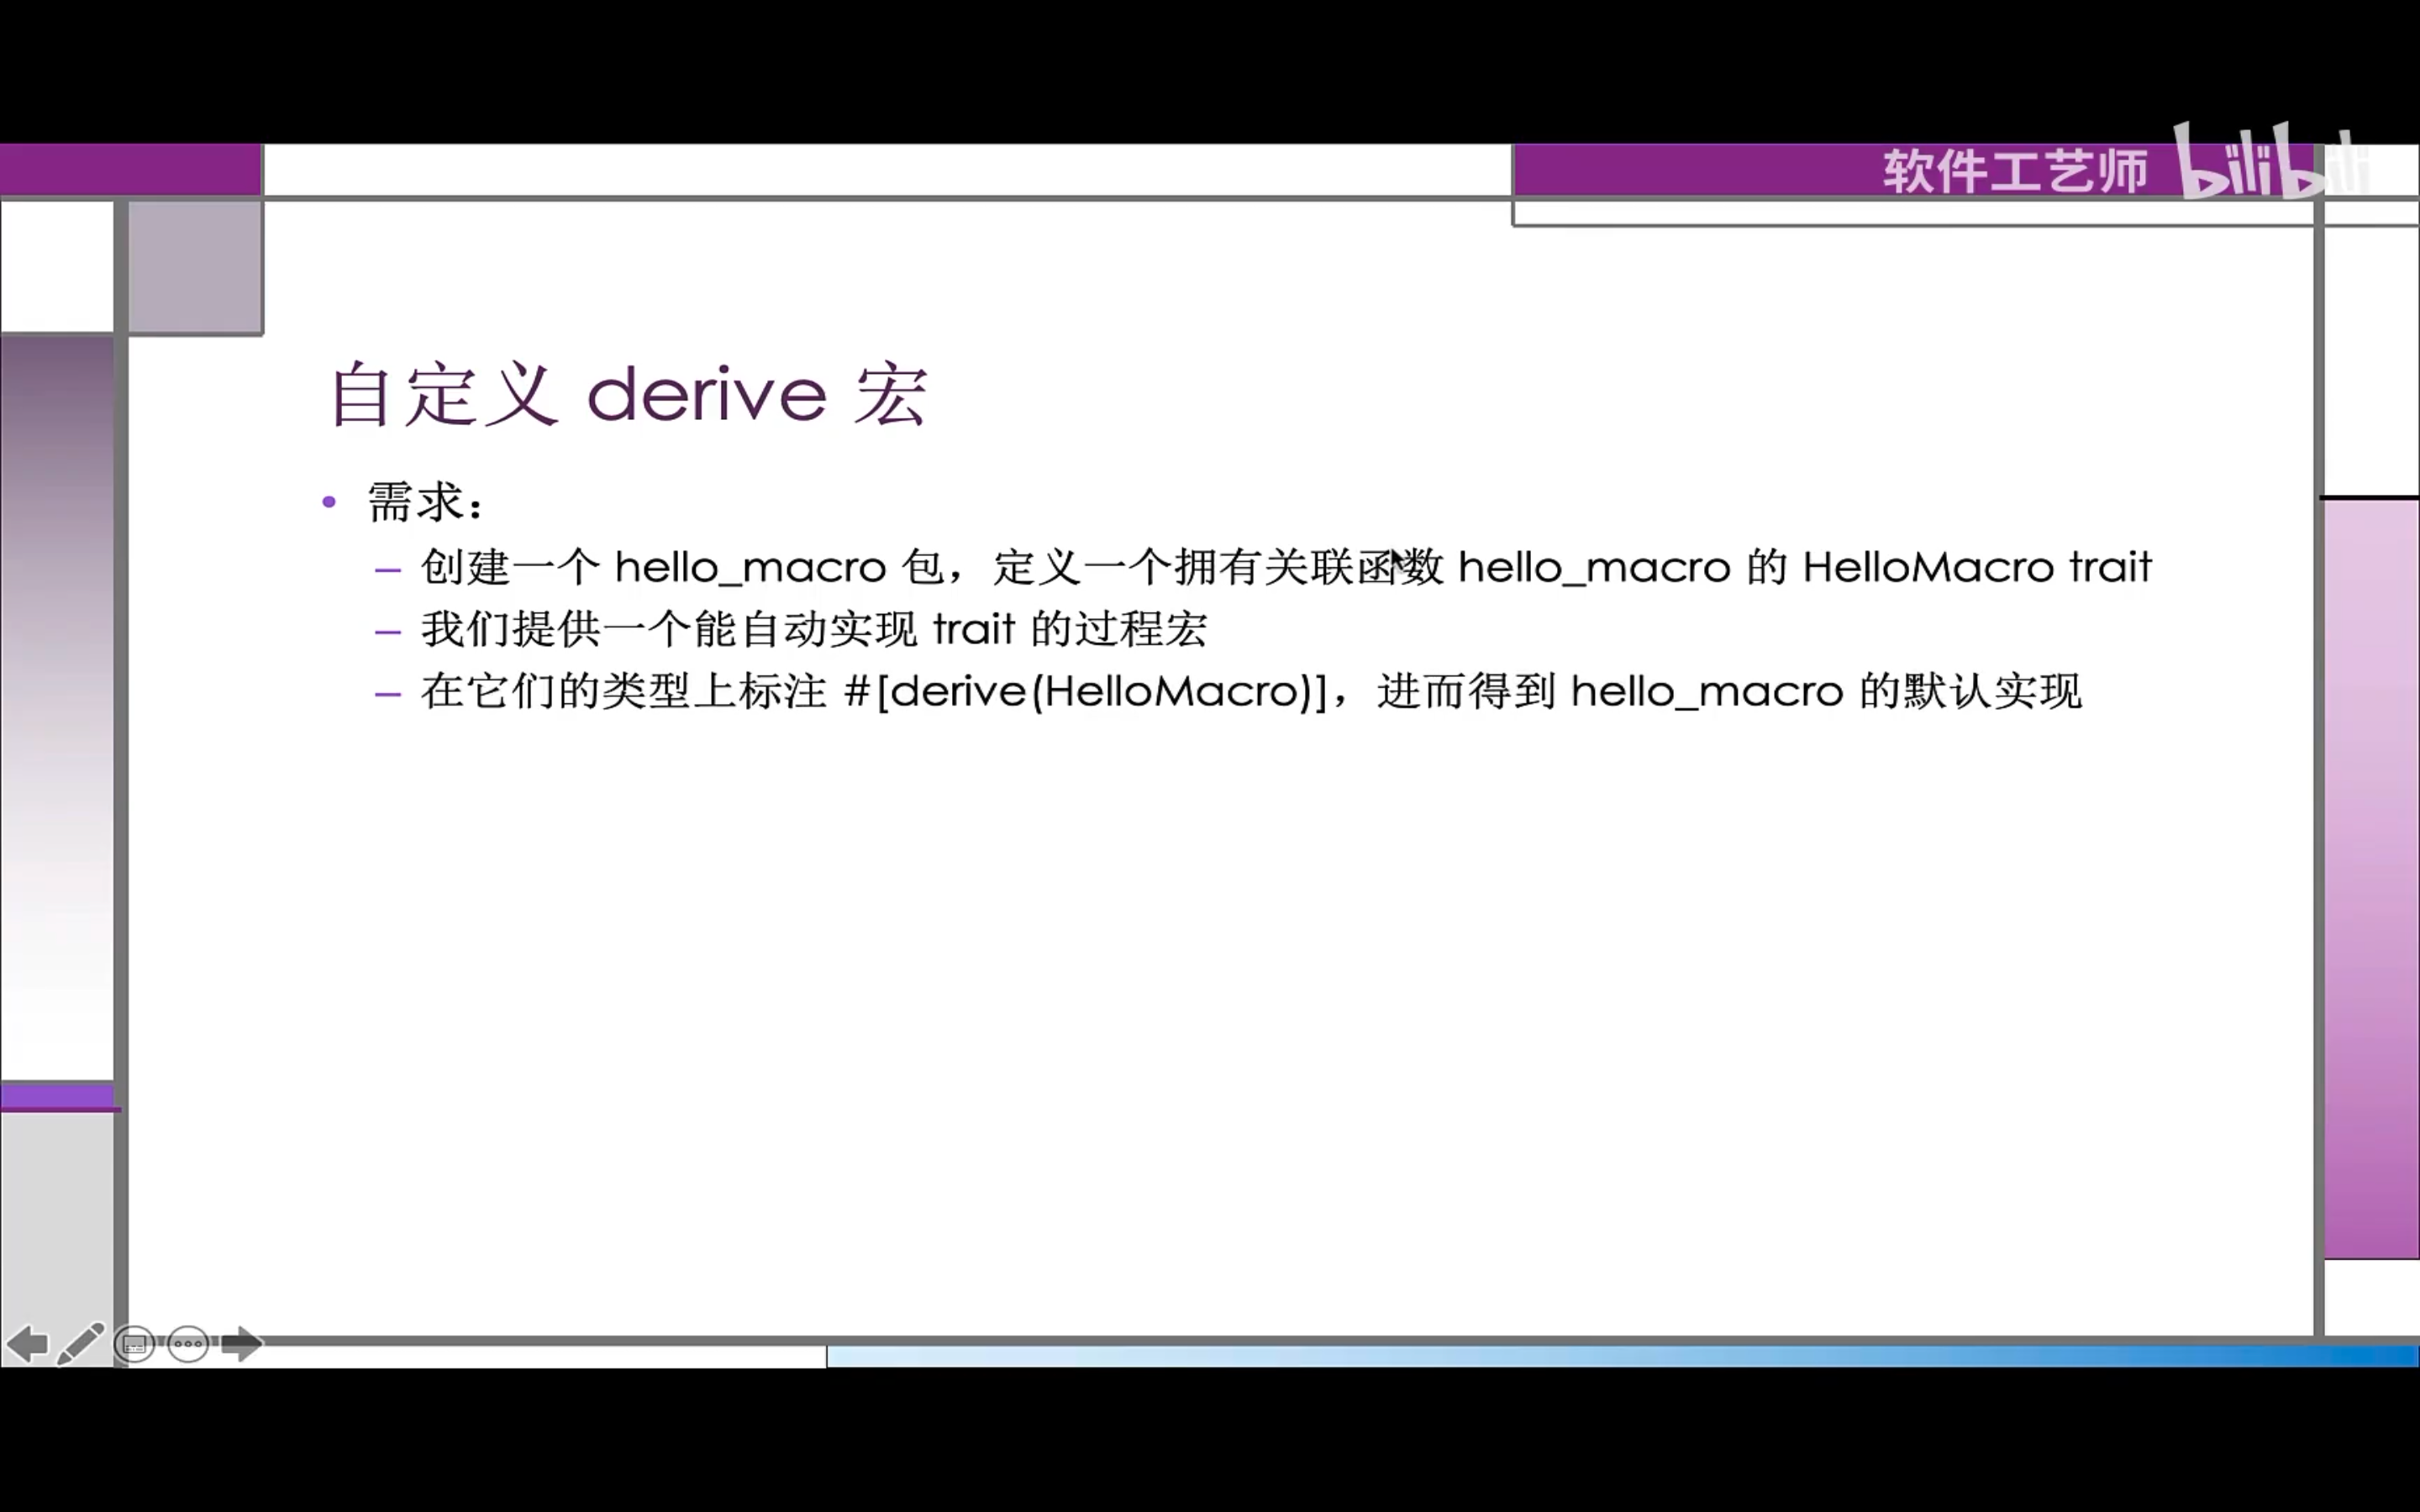 软件工艺师 bilibili
自定义 derive 宏
• 需求：
– 创建一个 hello_macro 包，定义一个拥有关联函数 hello_macro 的 HelloMacro trait
– 我们提供一个能自动实现 trait 的过程宏
– 在它们的类型上标注 #[derive(HelloMacro)]，进而得到 hello_macro 的默认实现